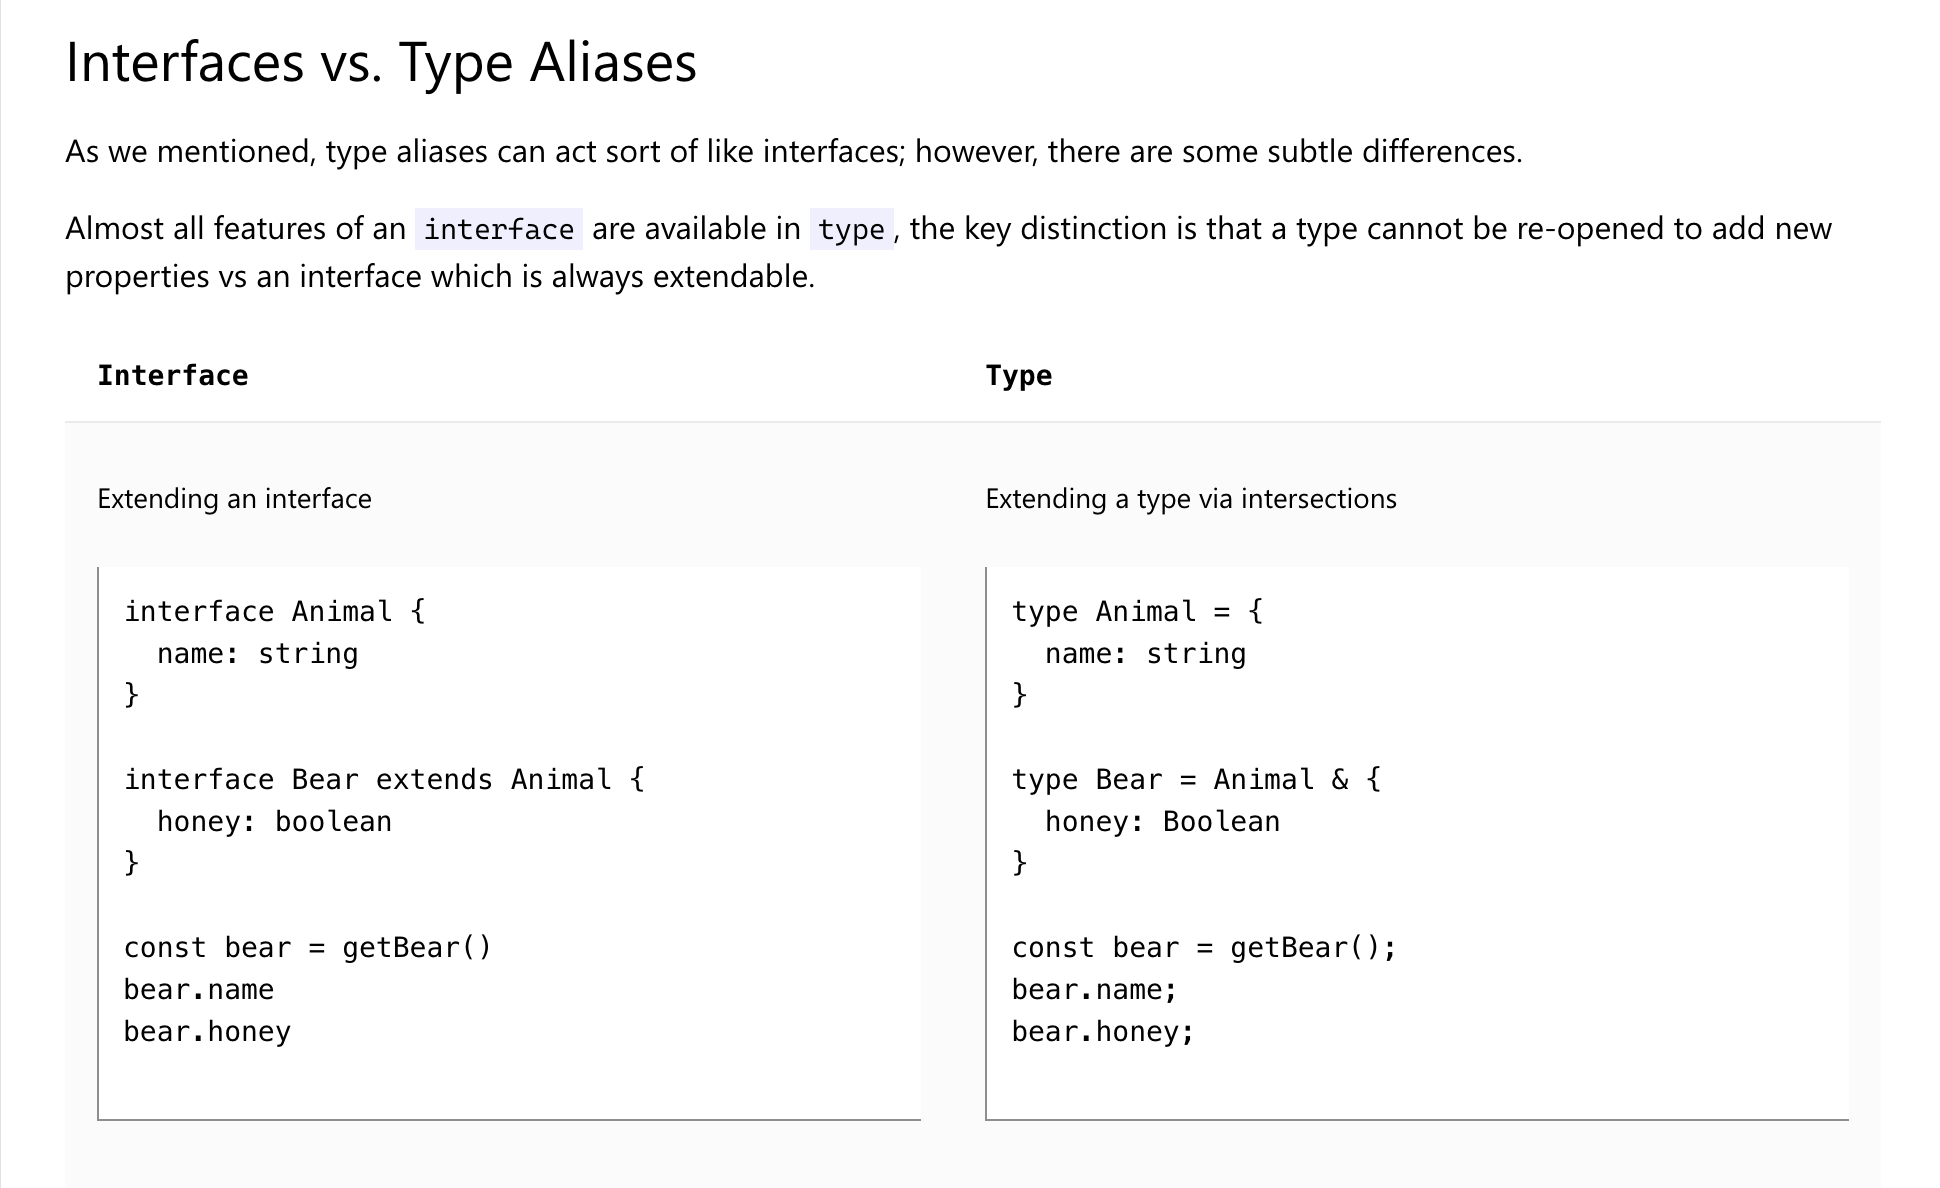 Interfaces vs. Type Aliases
As we mentioned, type aliases can act sort of like interfaces; however, there are some subtle differences.
Almost all features of an interface are available in type, the key distinction is that a type cannot be re-opened to add new
properties vs an interface which is always extendable.
Interface
Type
Extending an interface
interface Animal {
  name: string
}
interface Bear extends Animal {
  honey: boolean
}
const bear = getBear()
bear.name
bear.honey
Extending a type via intersections
type Animal = {
  name: string
}
type Bear = Animal & {
  honey: Boolean
}
const bear = getBear();
bear.name;
bear.honey;